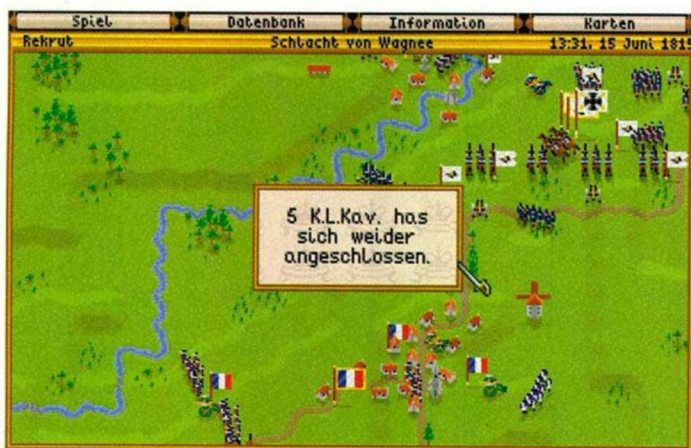 Spiel Datenbank Information Karten
Rekrut Schlacht von Wagnee 13:31, 15 Juni 1815
5 K.L.Kav. has
sich weider
angeschlossen.